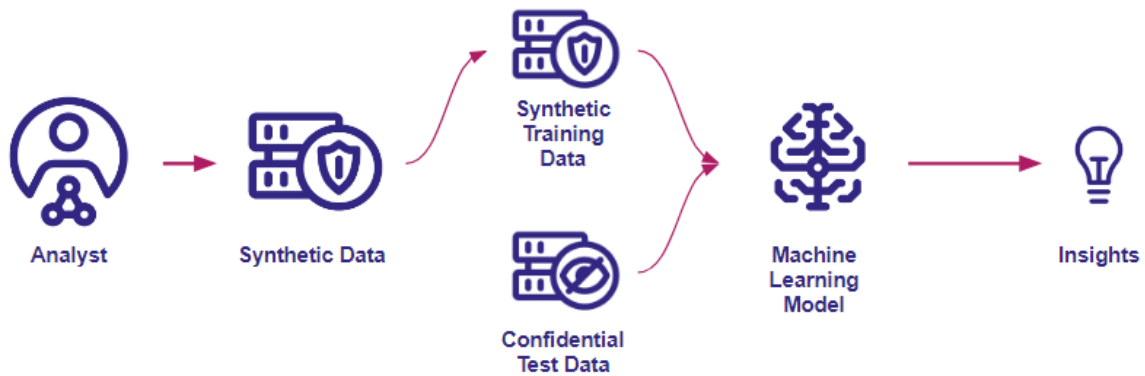 Analyst
Synthetic Data
Synthetic
Training
Data
Confidential
Test Data
Machine
Learning
Model
Insights